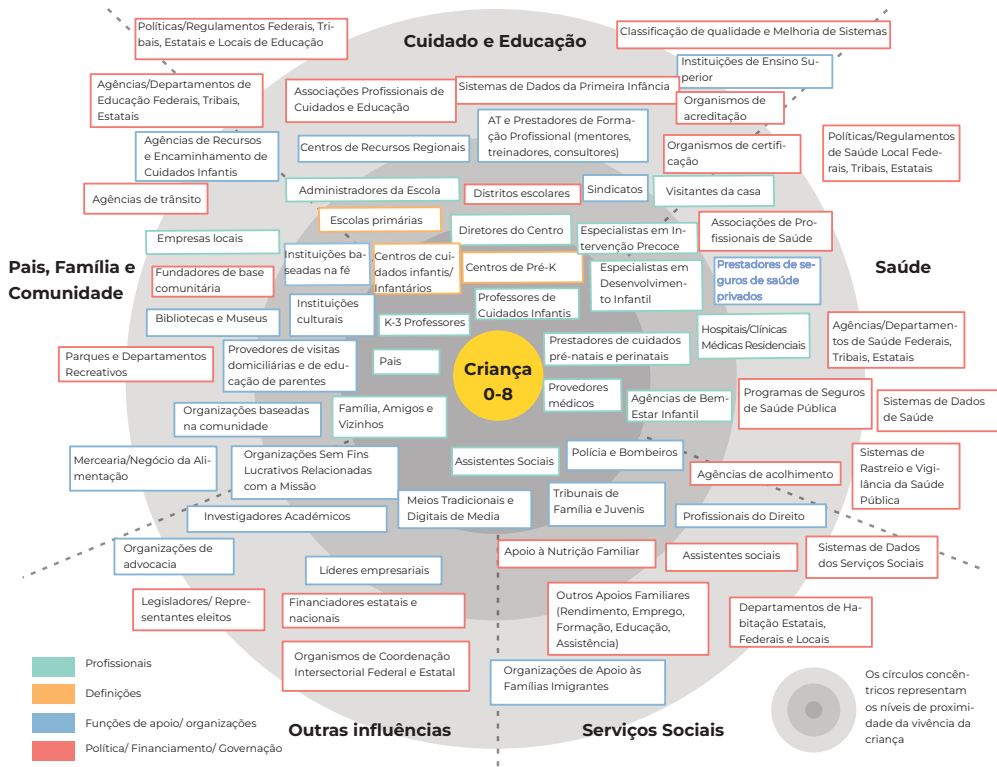 Políticas/Regulamentos Federais, Tri-
bais, Estatais e Locais de Educação
Cuidado e Educação
Classificação de qualidade e Melhoria de Sistemas
Instituições de Ensino Su-
perior
Agências/Departamentos de
Educação Federais, Tribais,
Estatais
Associações Profissionais de
Cuidados e Educação
Sistemas de Dados da Primeira Infância
Organismos de
acreditação
AT e Prestadores de Forma-
ção Profissional (mentores,
treinadores, consultores)
Políticas/Regulamentos
de Saúde Local Fede-
rais, Tribais, Estatais
Agências de Recursos
e Encaminhamento de
Cuidados Infantis
Centros de Recursos Regionais
Organismos de certifi-
cação
Agências de trânsito
Administradores da Escola
Distritos escolares
Sindicatos
Visitantes da casa
Escolas primárias
Diretores do Centro
Especialistas em In-
tervenção Precoce
Associações de Pro-
fissionais de Saúde
Empresas locais
Instituições ba-
seadas na fé
Centros de cui-
dados infantis/
Infantários
Centros de Pré-K
Especialistas em
Desenvolvimen-
to Infantil
Prestadores de se-
guros de saúde
privados
Pais, Família e
Comunidade
Saúde
Fundadores de base
comunitária
Instituições
culturais
Professores de
Cuidados Infantis
Bibliotecas e Museus
K-3 Professores
Hospitais/Clínicas
Médicas Residenciais
Agências/Departamen-
tos de Saúde Federais,
Tribais, Estatais
Parques e Departamentos
Recreativos
Provedores de visitas
domiciliárias e de edu-
cação de parentes
Pais
Criança
0-8
Prestadores de cuidados
pré-natais e perinatais
Provedores
médicos
Agências de Bem-
Estar Infantil
Programas de Seguros
de Saúde Pública
Sistemas de Dados
de Saúde
Organizações baseadas
na comunidade
Família, Amigos e
Vizinhos
Mercearia/Negócio da Ali-
mentação
Organizações Sem Fins
Lucrativos Relacionadas
com a Missão
Assistentes Sociais
Polícia e Bombeiros
Agências de acolhimento
Sistemas de
Rastreio e Vigi-
lância da Saúde
Pública
Investigadores Académicos
Meios Tradicionais e
Digitais de Media
Tribunais de
Família e Juvenis
Profissionais do Direito
Organizações de
advocacia
Líderes empresariais
Apoio à Nutrição Familiar
Assistentes sociais
Sistemas de Dados
dos Serviços Sociais
Legisladores/ Repre-
sentantes eleitos
Financiadores estatais e
nacionais
Outros Apoios Familiares
(Rendimento, Emprego,
Formação, Educação,
Assistência)
Departamentos de Ha-
bitação Estatais,
Federais e Locais
Organismos de Coordenação
Intersectorial Federal e Estatal
Organizações de Apoio às
Famílias Imigrantes
Outras influências
Serviços Sociais
Profissionais
Definições
Funções de apoio/ organizações
Política/ Financiamento/ Governação
Os círculos concên-
tricos representam
os níveis de proximi-
dade da vivência da
criança